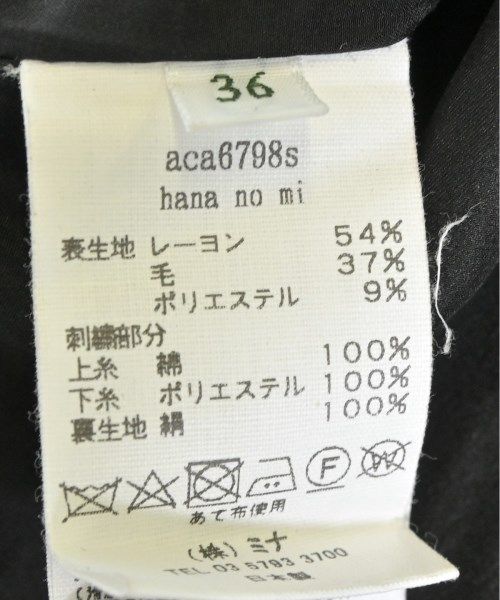 36
aca6798s
hana no mi
表生地 レーヨン 54%
毛 37%
ポリエステル 9%
刺繍部分
上糸 綿 100%
下糸 ポリエステル 100%
裏生地 絹 100%
F
W
あて布使用
(株)ミナ
TEL 03 5793 3700
日本製